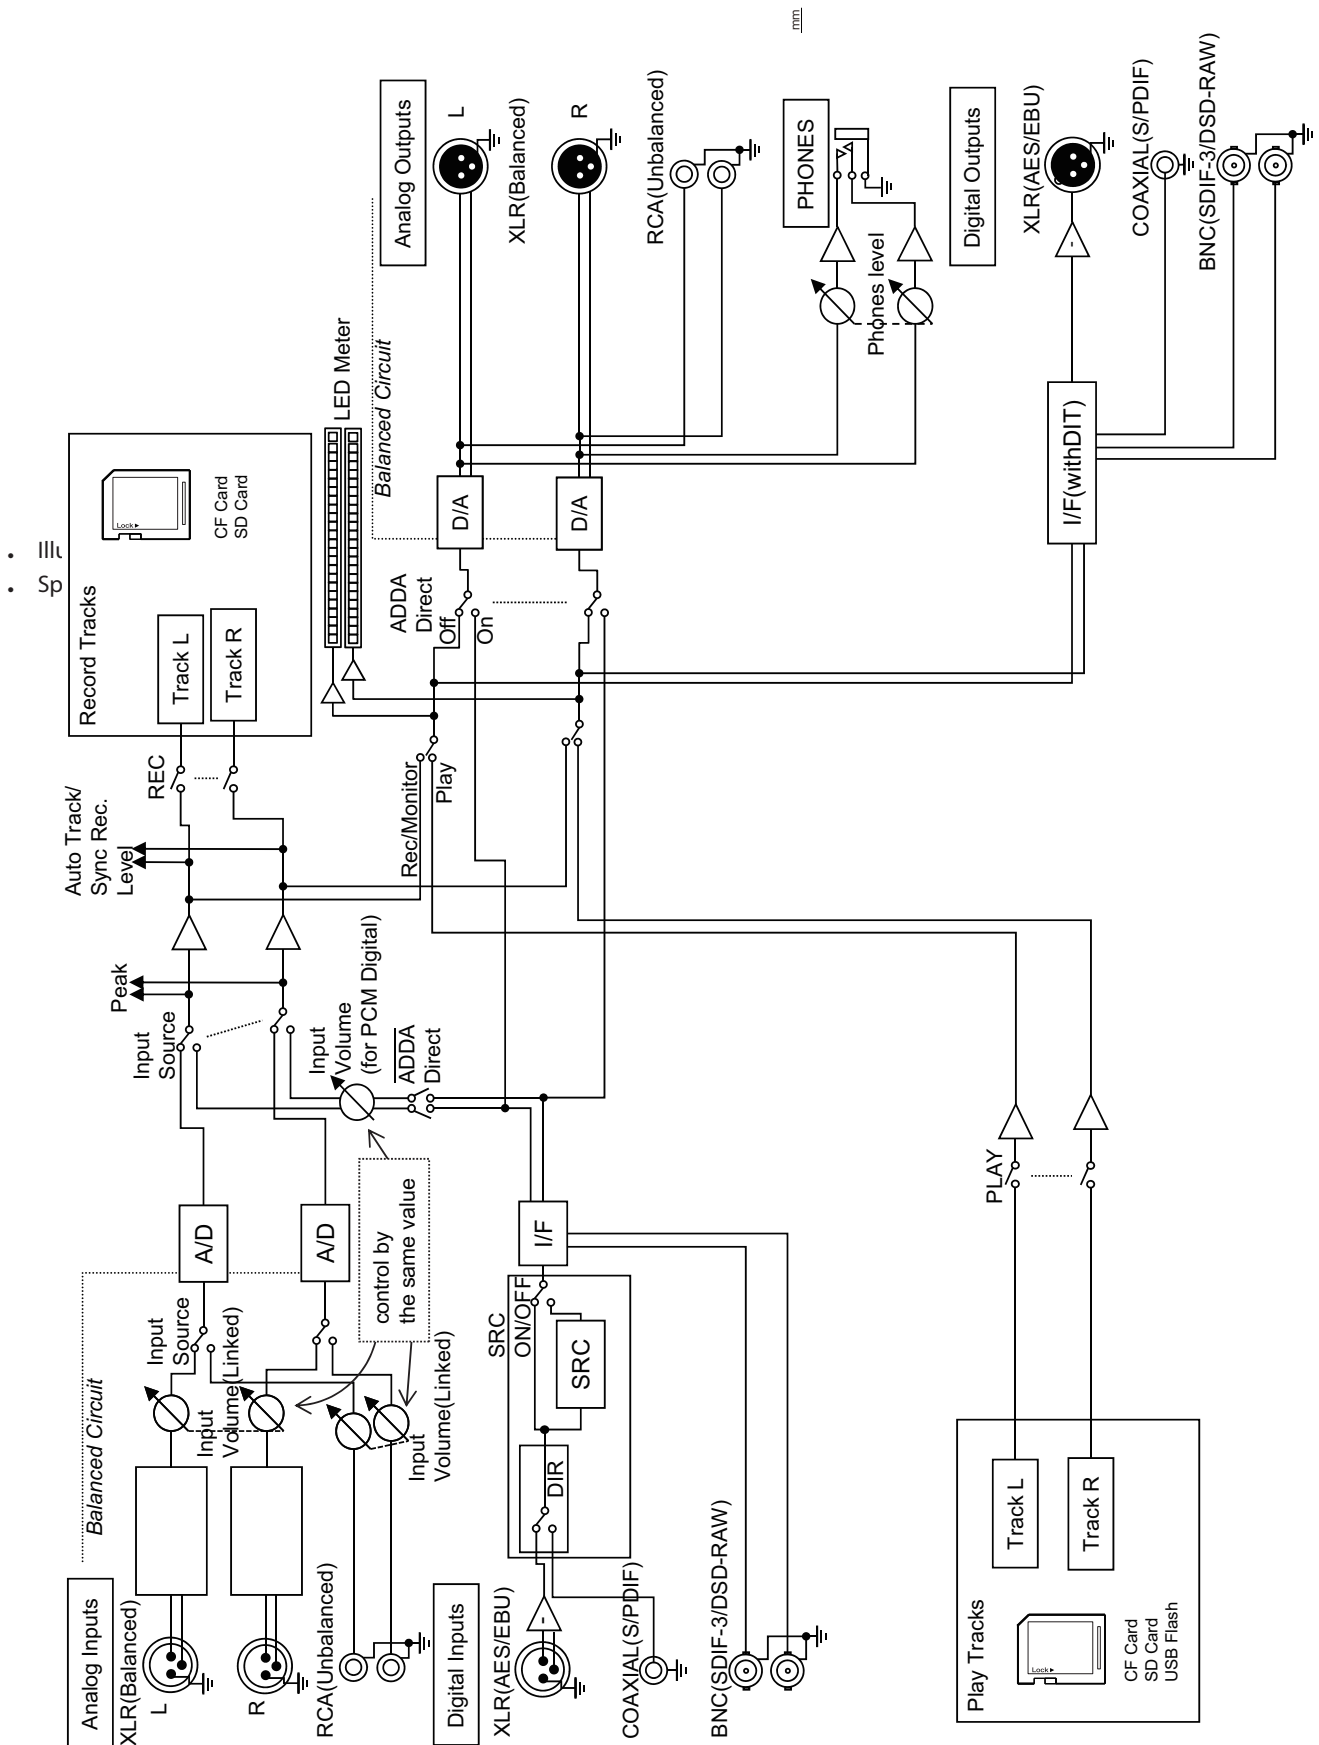 Analog Inputs
XLR(Balanced)
L
R
RCA(Unbalanced)
Balanced Circuit
Input
Volume(Linked)
Input
Source
Input
Volume(Linked)
A/D
A/D
control by
the same value
Digital Inputs
XLR(AES/EBU)
COAXIAL(S/PDIF)
BNC(SDIF-3/DSD-RAW)
DIR
SRC
ON/OFF
SRC
I/F
Input
Source
Peak
Input
Volume
(for PCM Digital)
ADDA
Direct
Auto Track/
Sync Rec.
Level
REC
Record Tracks
Track L
Track R
Lock
CF Card
SD Card
Rec/Monitor
Play
LED Meter
ADDA
Direct
Off
On
Balanced Circuit
D/A
D/A
Analog Outputs
L
XLR(Balanced)
R
RCA(Unbalanced)
PHONES
Phones level
Digital Outputs
XLR(AES/EBU)
COAXIAL(S/PDIF)
BNC(SDIF-3/DSD-RAW)
I/F(withDIT)
PLAY
Play Tracks
Track L
Track R
Lock
CF Card
SD Card
USB Flash
mm